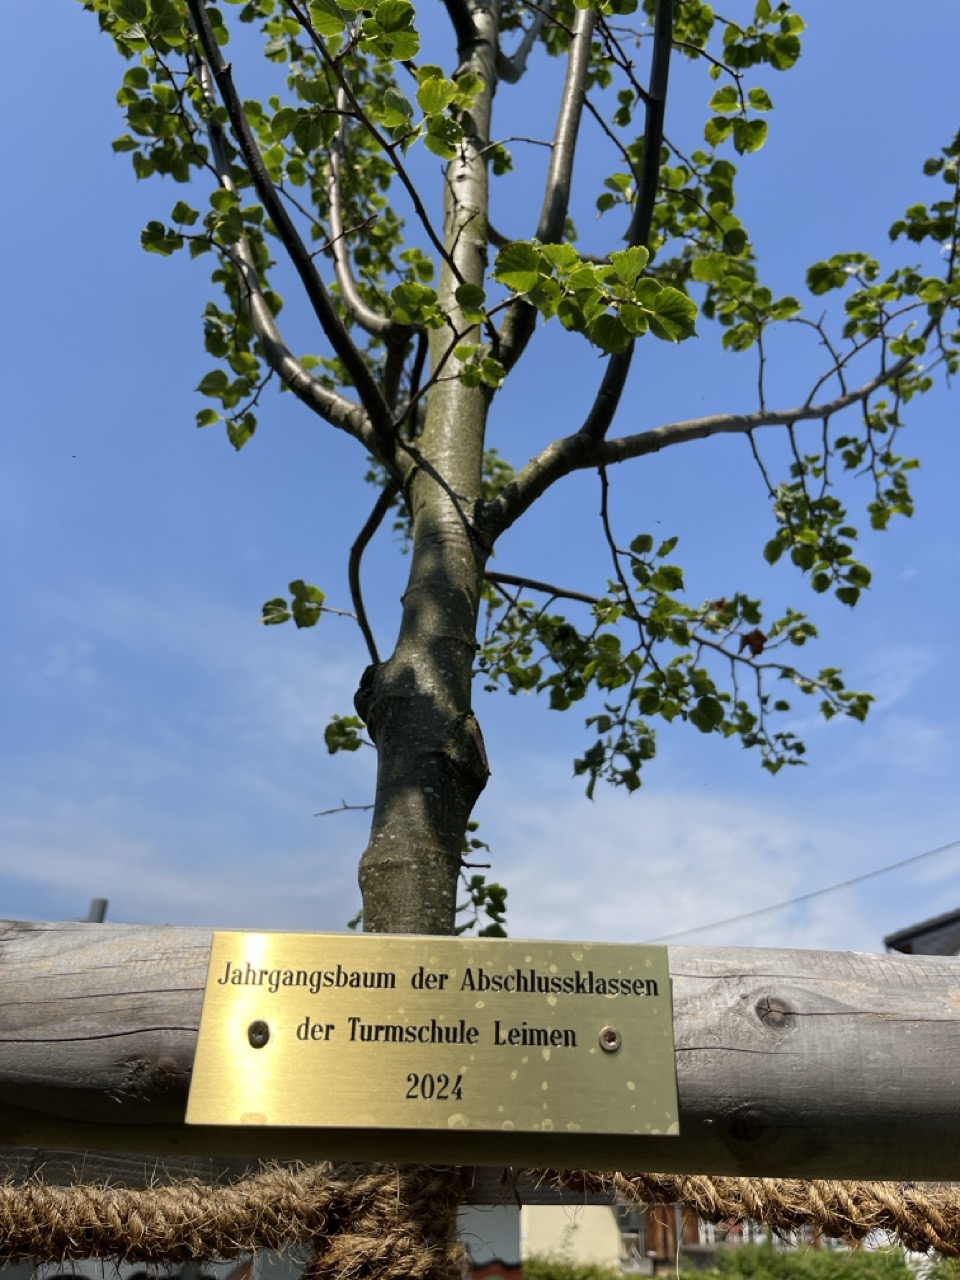 Jahrgangsbaum der Abschlussklassen
der Turmschule Leimen
2024